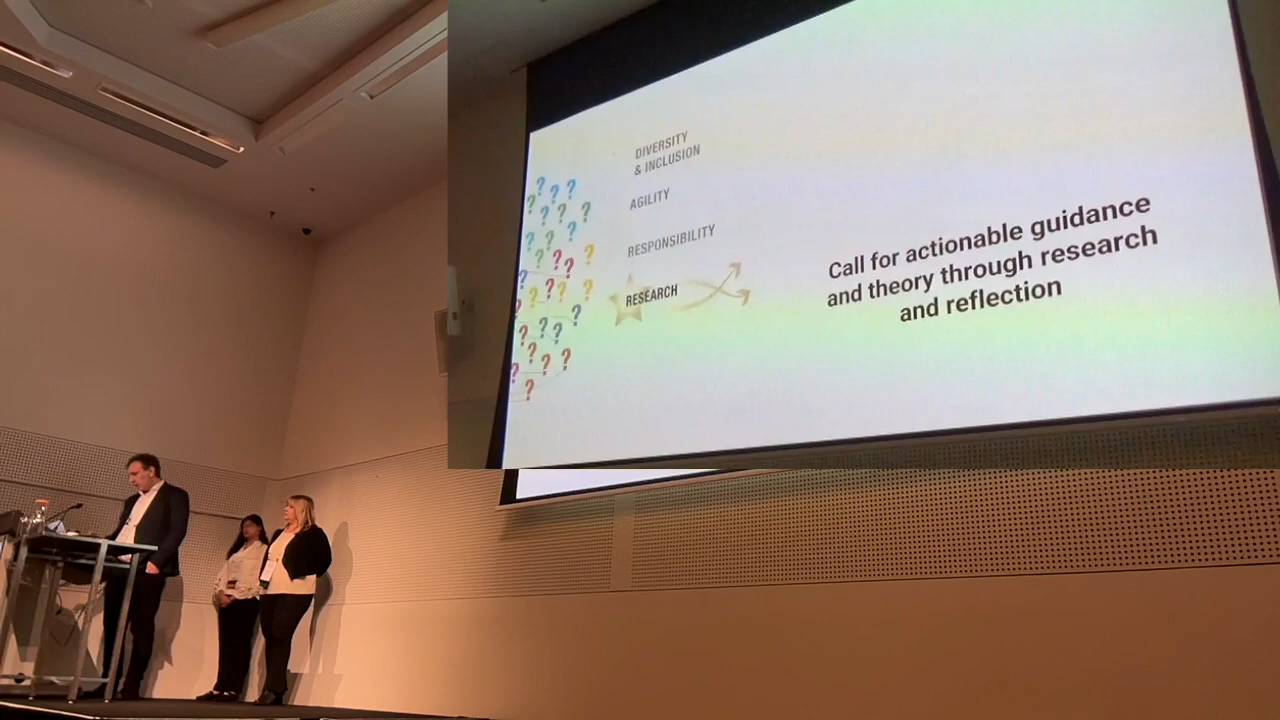 DIVERSITY
& INCLUSION
AGILITY
RESPONSIBILITY
RESEARCH
Call for actionable guidance
and theory through research
and reflection